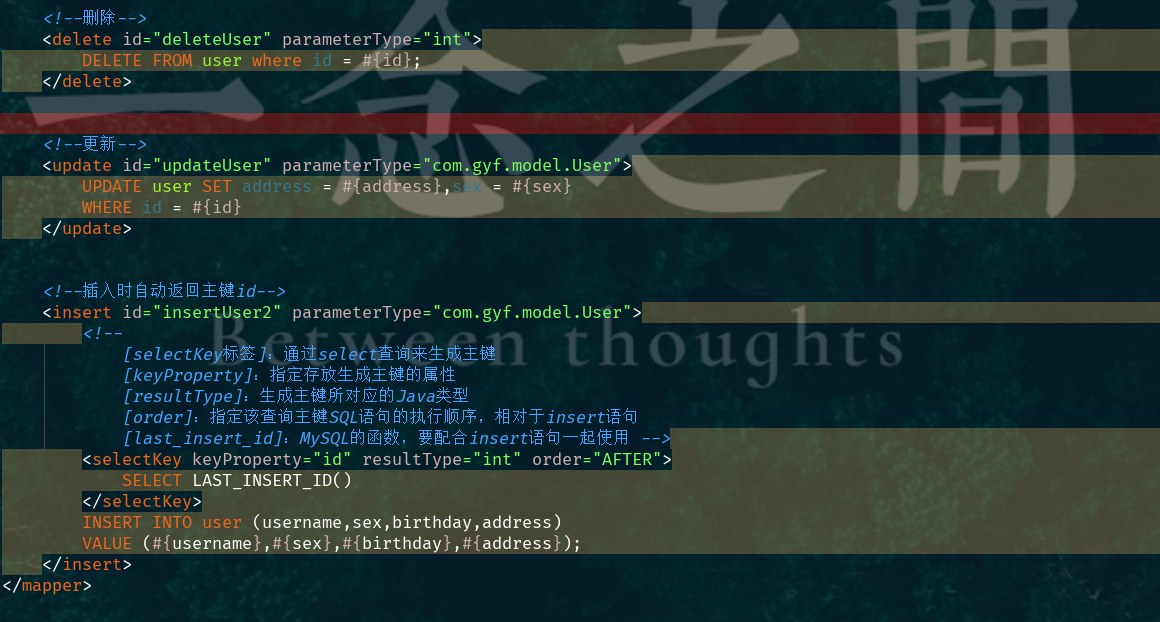 <!--删除-->
<delete id="deleteUser" parameterType="int">
DELETE FROM user where id = #{id};
</delete>
<!--更新-->
<update id="updateUser" parameterType="com.gyf.model.User">
UPDATE user SET address = #{address},sex = #{sex}
WHERE id = #{id}
</update>
<!--插入时自动返回主键id-->
<insert id="insertUser2" parameterType="com.gyf.model.User">
<!--
[selectKey标签]：通过select查询来生成主键
[keyProperty]：指定存放生成主键的属性
[resultType]：生成主键所对应的Java类型
[order]：指定该查询主键SQL语句的执行顺序，相对于insert语句
[last_insert_id]：MySQL的函数，要配合insert语句一起使用 -->
<selectKey keyProperty="id" resultType="int" order="AFTER">
SELECT LAST_INSERT_ID()
</selectKey>
INSERT INTO user (username,sex,birthday,address)
VALUE (#{username},#{sex},#{birthday},#{address});
</insert>
</mapper>
一念之間
Between thoughts